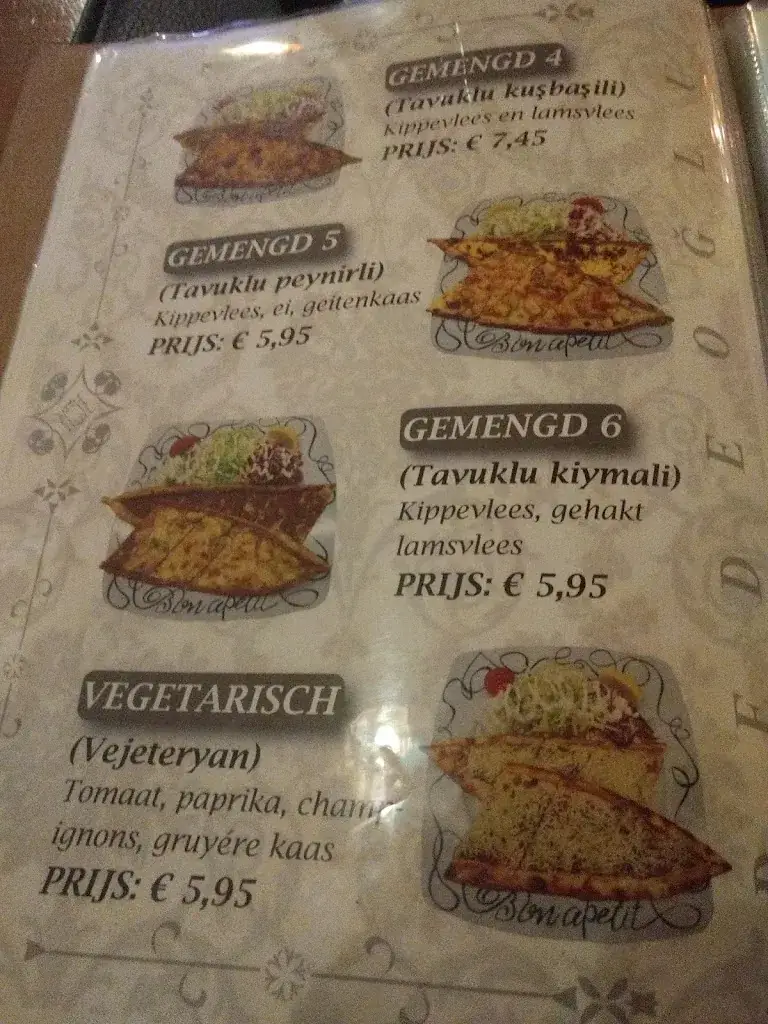 GEMENGD 4
(Tavuklu kuşbaşili)
Kippevlees en lamsvlees
PRIJS: € 7,45
GEMENGD 5
(Tavuklu peynirli)
Kippevlees, ei, geitenkaas
PRIJS: € 5,95
Bon apetit
GEMENGD 6
(Tavuklu kiymali)
Kippevlees, gehakt
lamsvlees
PRIJS: € 5,95
Bon apetit
VEGETARISCH
(Vejeteryan)
Tomaat, paprika, champ-
ignons, gruyére kaas
PRIJS: € 5,95
Bon apetit
DEDEOĞL